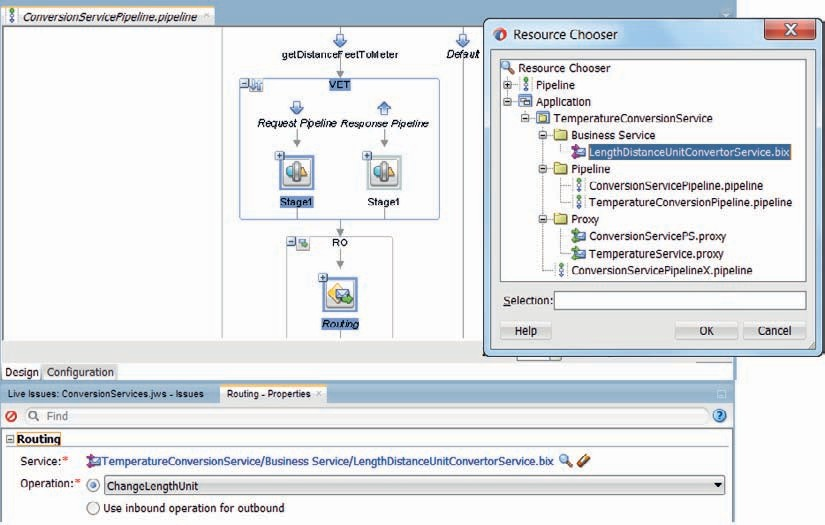 ConversionServicePipeline.pipeline
getDistanceFeetToMeter
Default
VET
Request Pipeline Response Pipeline
Stage1
Stage1
RO
Routing
Design Configuration
Resource Chooser
Resource Chooser
Pipeline
Application
TemperatureConversionService
Business Service
LengthDistanceUnitConvertorService.bix
Pipeline
ConversionServicePipeline.pipeline
TemperatureConversionPipeline.pipeline
Proxy
ConversionServicePS.proxy
TemperatureService.proxy
ConversionServicePipelineX.pipeline
Selection:
Help OK Cancel
Live Issues: ConversionServices.jws - Issues Routing - Properties
Find
Routing
Service:* TemperatureConversionService/Business Service/LengthDistanceUnitConvertorService.bix
Operation:* ChangeLengthUnit
Use inbound operation for outbound